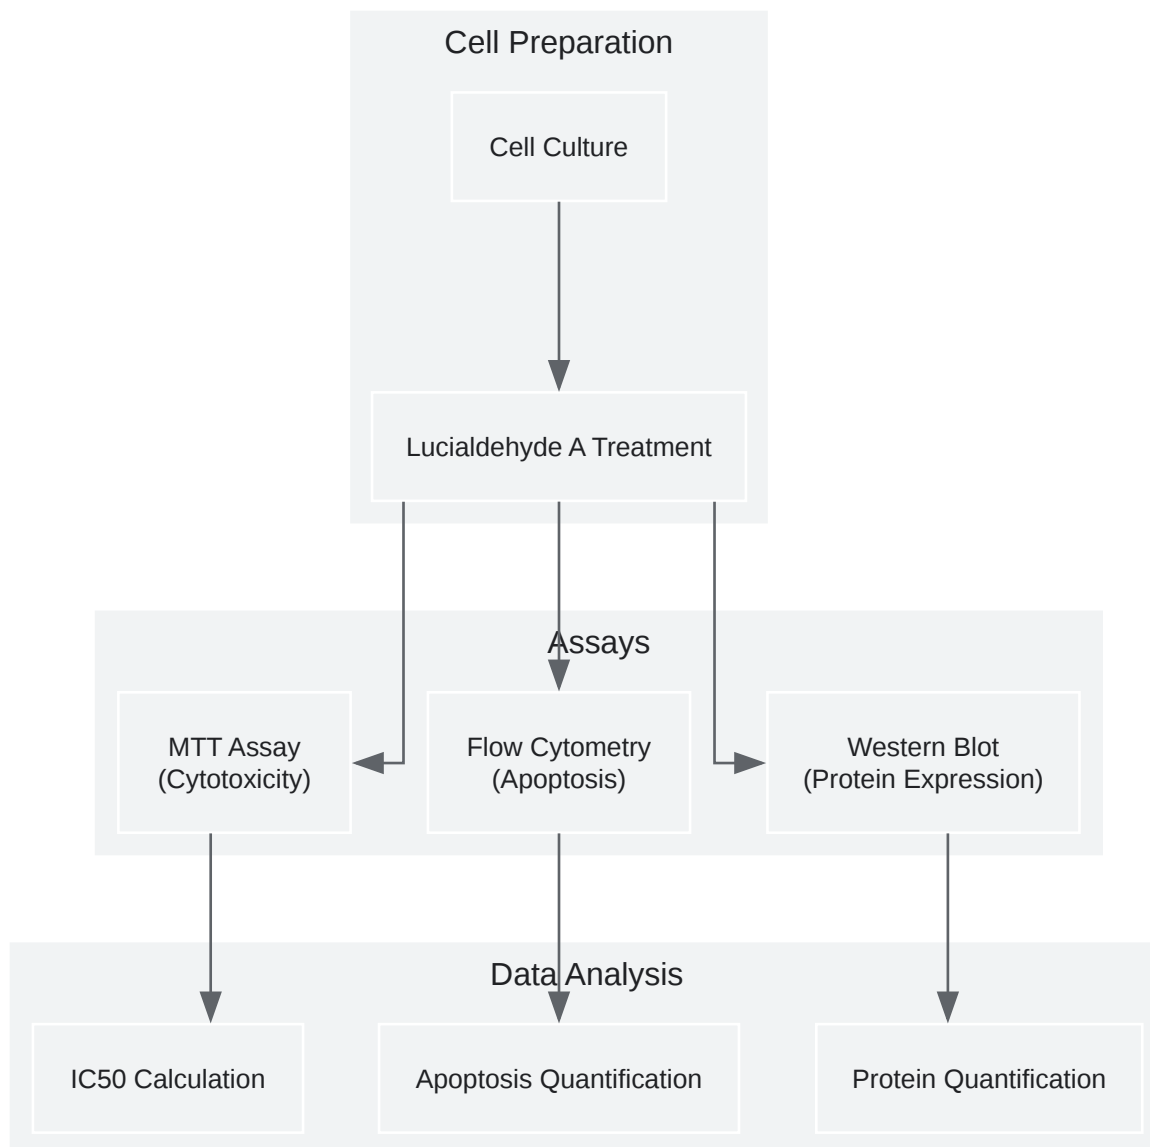 Cell Preparation
Cell Culture
Lucialdehyde A Treatment
Assays
MTT Assay
(Cytotoxicity)
Flow Cytometry
(Apoptosis)
Western Blot
(Protein Expression)
Data Analysis
IC50 Calculation
Apoptosis Quantification
Protein Quantification